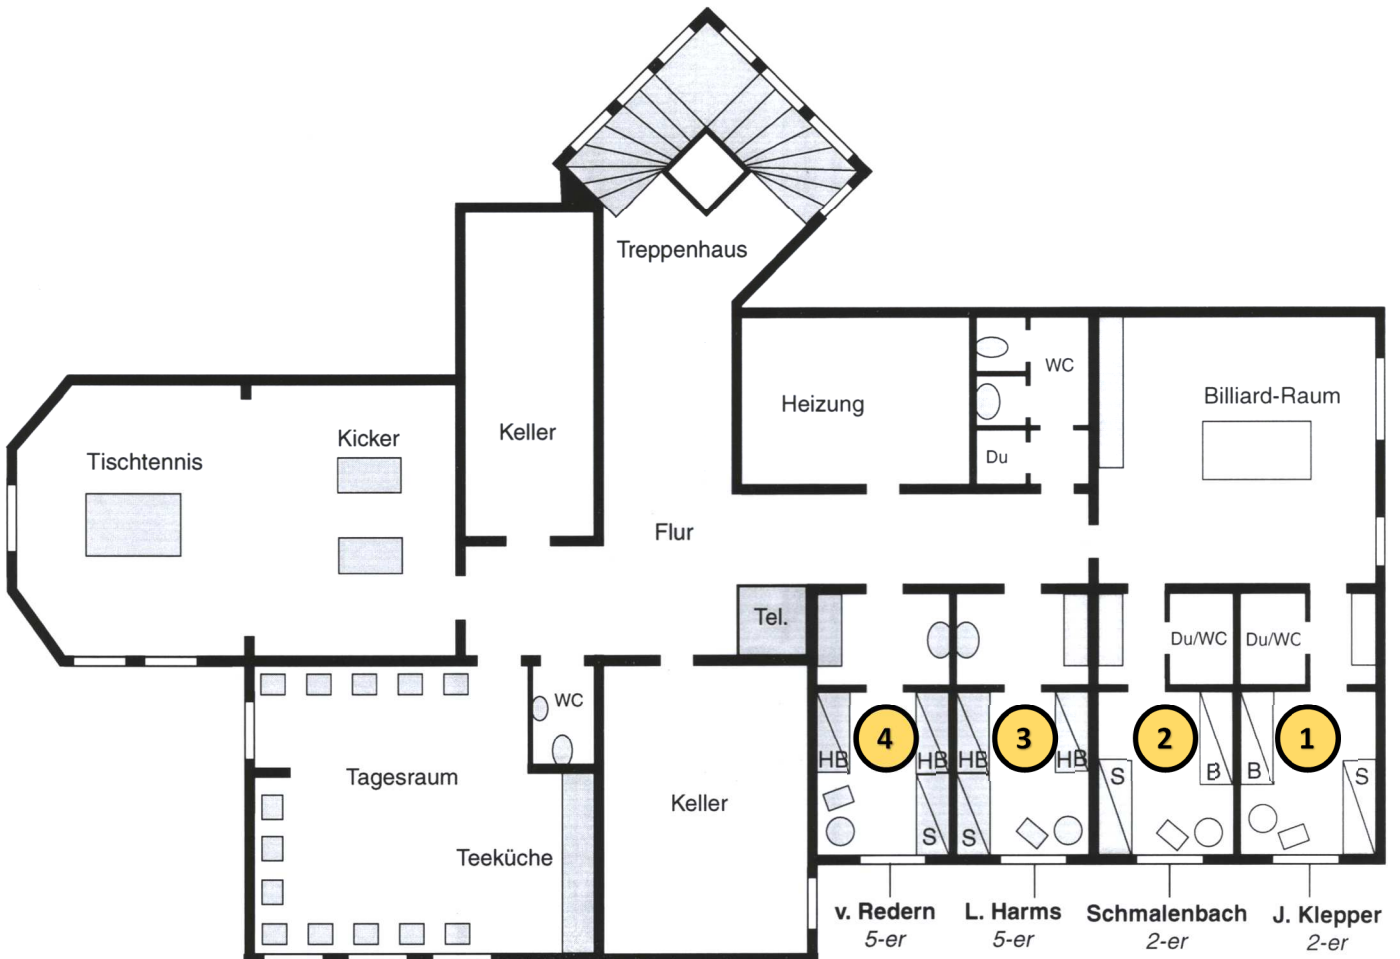 Treppenhaus
WC
Heizung
Billiard-Raum
Keller
Kicker
Tischtennis
Du
Flur
Tel.
Du/WC
Du/WC
WC
4
3
2
1
HB
HB
HB
HB
B
B
Tagesraum
S
S
Keller
S
S
Teeküche
v. Redern
L. Harms
Schmalenbach
J. Klepper
5-er
5-er
2-er
2-er